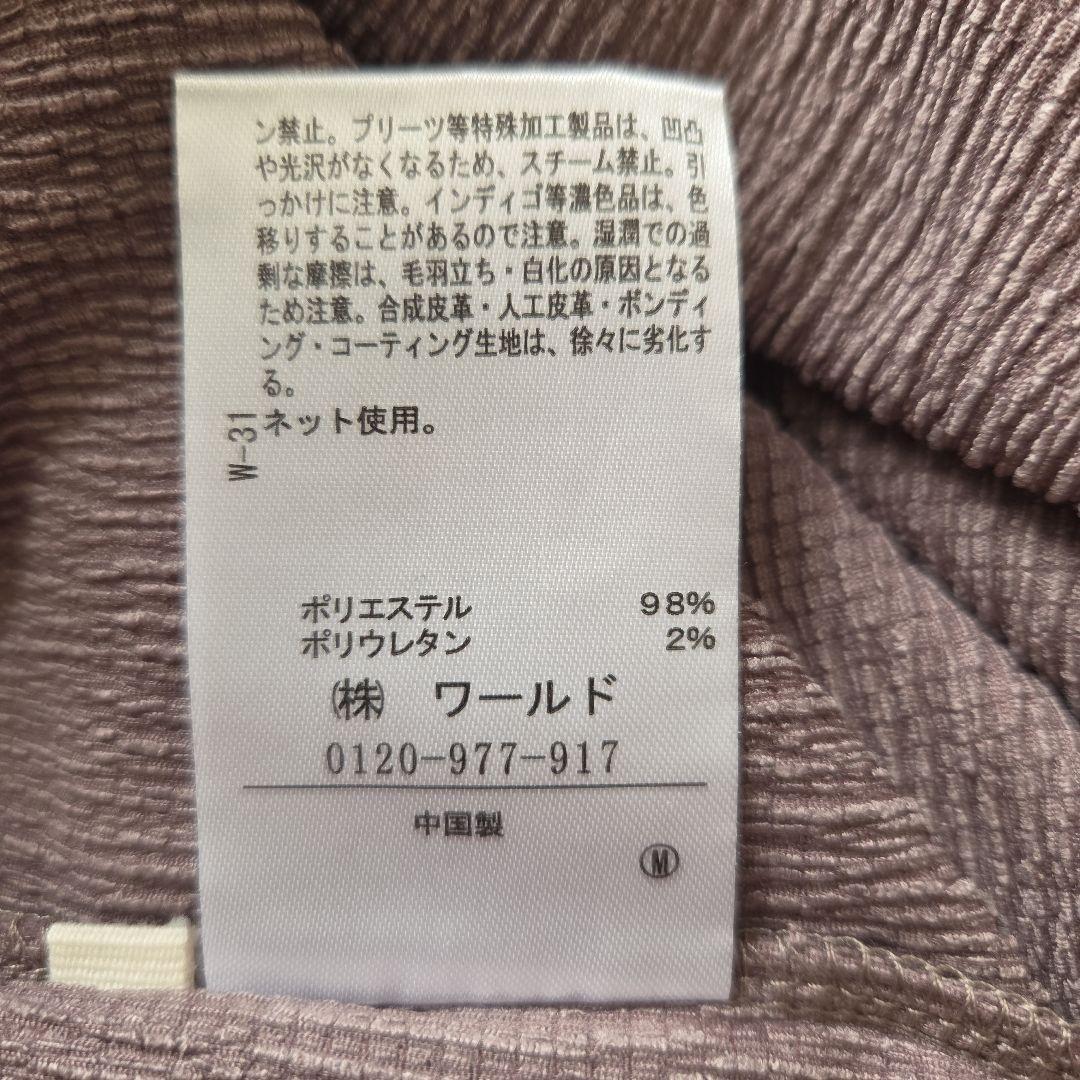 ン禁止。プリーツ等特殊加工製品は、凹凸
や光沢がなくなるため、スチーム禁止。引
っかけに注意。インディゴ等濃色品は、色
移りすることがあるので注意。湿潤での過
剰な摩擦は、毛羽立ち・白化の原因となる
ため注意。合成皮革・人工皮革・ボンディ
ング・コーティング生地は、徐々に劣化す
る。
ネット使用。
W-31
ポリエステル 98%
ポリウレタン 2%
㈱ ワールド
0120-977-917
中国製
Ⓜ